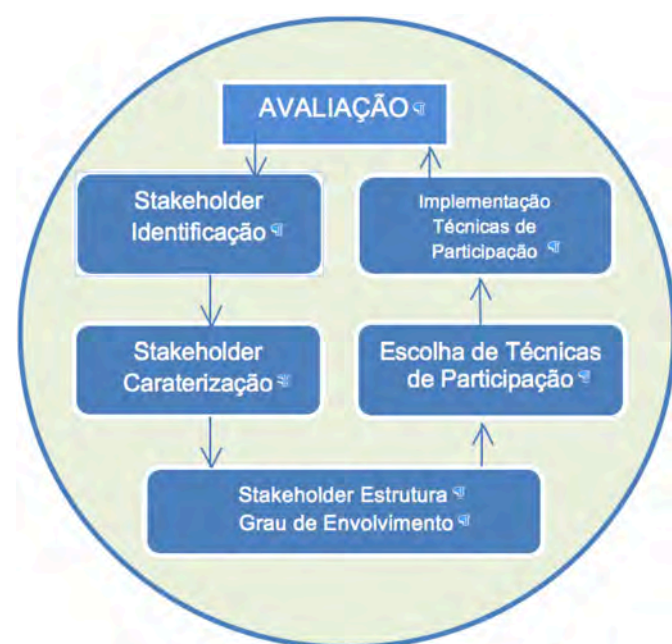 AVALIAÇÃO
Stakeholder
Identificação
Stakeholder
Caraterização
Stakeholder Estrutura
Grau de Envolvimento
Escolha de Técnicas
de Participação
Implementação
Técnicas de
Participação